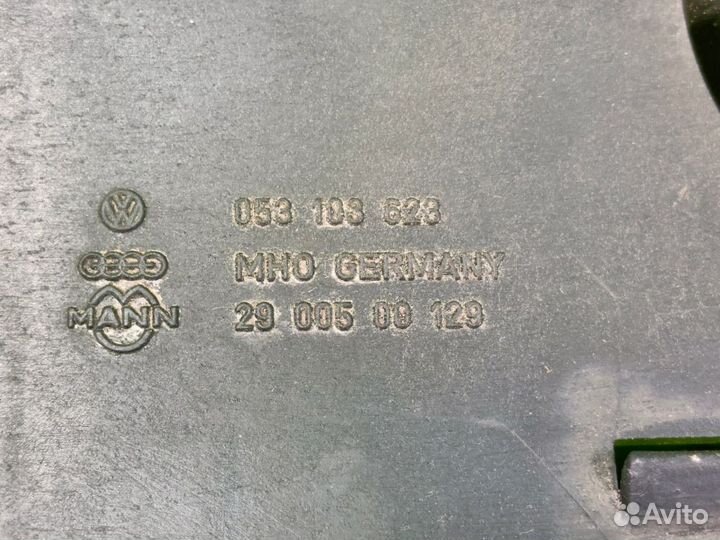 053 103 623
MHO GERMANY
MANN 29 005 00 129
Avito